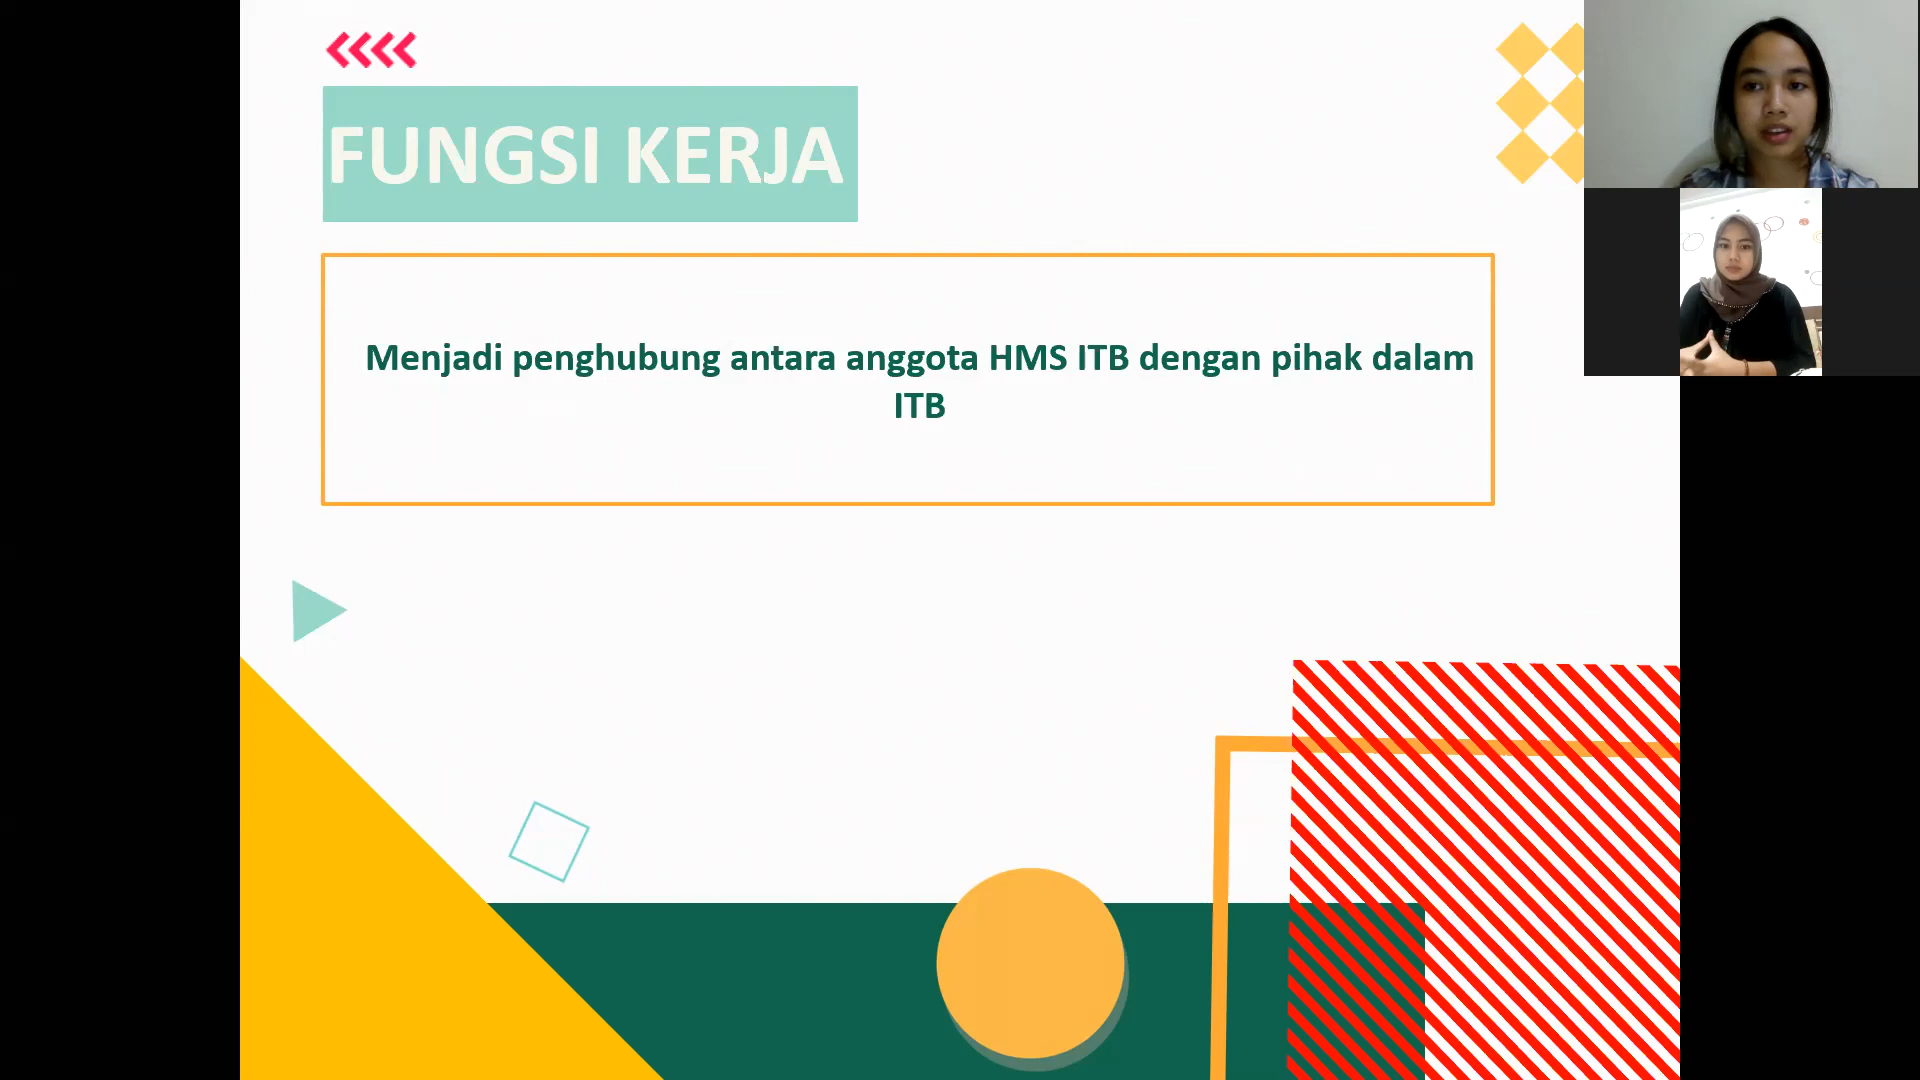 FUNGSI KERJA
Menjadi penghubung antara anggota HMS ITB dengan pihak dalam
ITB